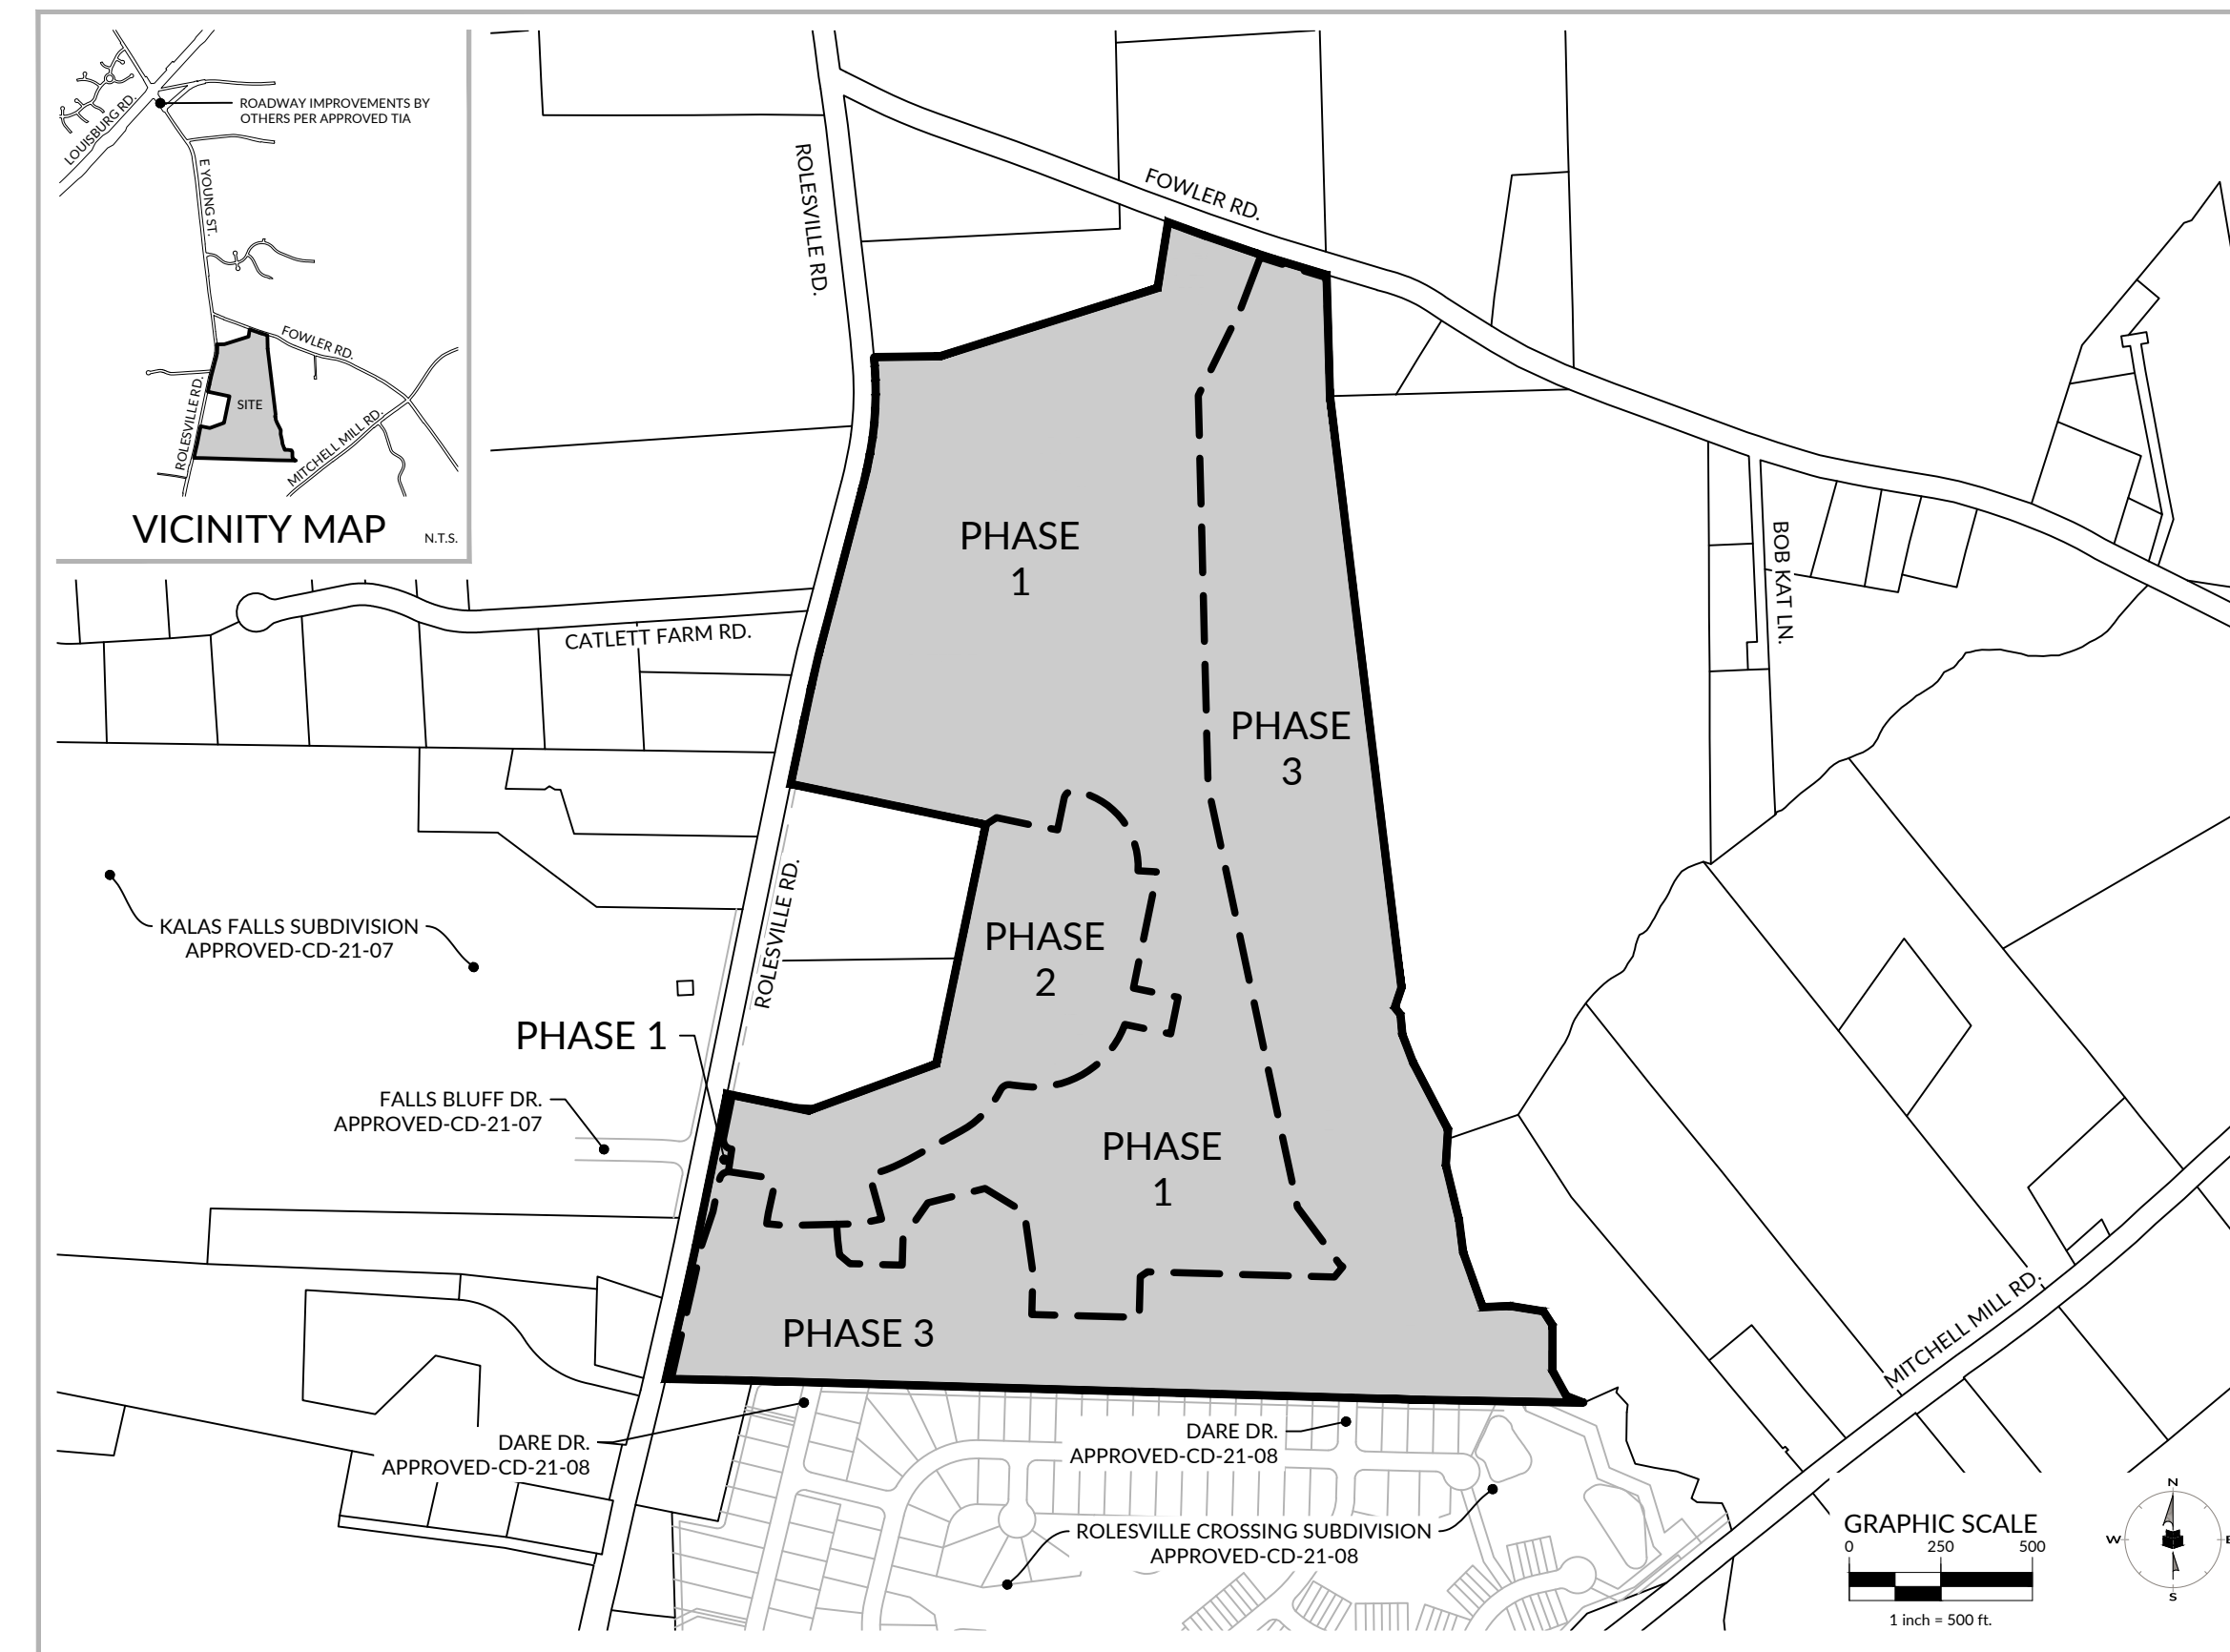 ROADWAY IMPROVEMENTS BY
OTHERS PER APPROVED TIA
LOUISBURG RD.
E YOUNG ST.
FOWLER RD.
SITE
ROLESVILLE RD.
MITCHELL MILL RD.
VICINITY MAP
N.T.S.
ROLESVILLE RD.
FOWLER RD.
PHASE
1
BOB KAT LN.
CATLETT FARM RD.
PHASE
3
ROLESVILLE RD.
KALAS FALLS SUBDIVISION
APPROVED-CD-21-07
PHASE
2
PHASE 1
FALLS BLUFF DR.
APPROVED-CD-21-07
PHASE
1
PHASE 3
MITCHELL MILL RD.
DARE DR.
APPROVED-CD-21-08
DARE DR.
APPROVED-CD-21-08
ROLESVILLE CROSSING SUBDIVISION
APPROVED-CD-21-08
GRAPHIC SCALE
0 250 500
1 inch = 500 ft.
N
W E
S